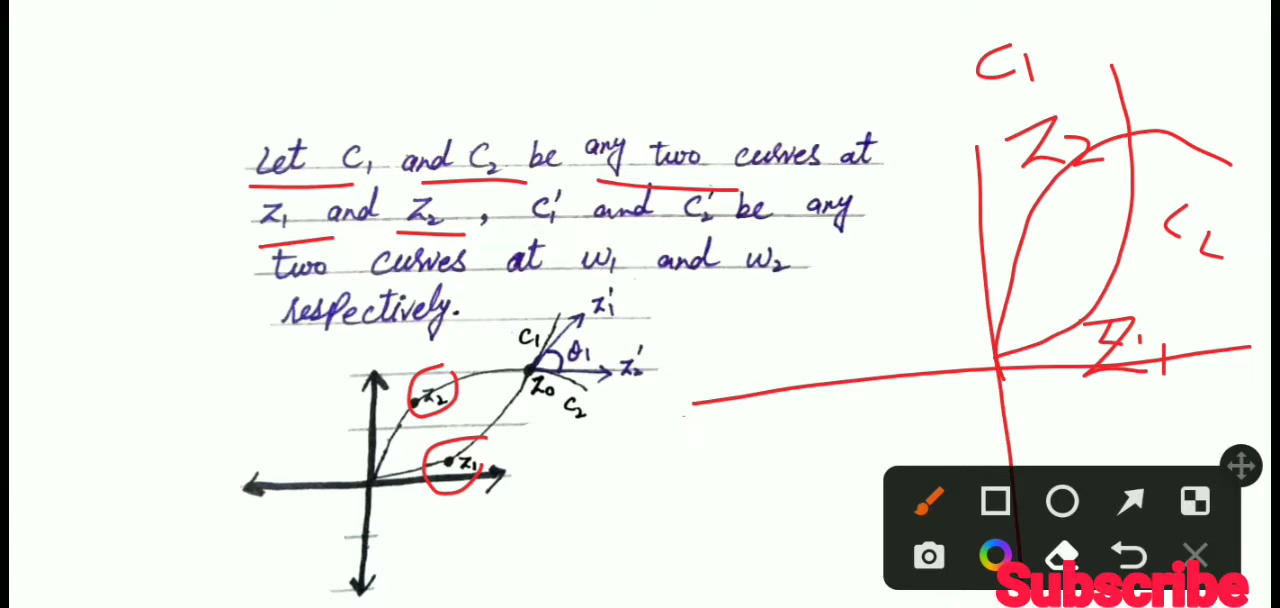 Let C₁ and C₂ be any two curves at
Z₁ and Z₂, C₁' and C₂' be any
two curves at w₁ and w₂
respectively.
Z₁'
C₁
θ₁
Z₂'
Z₀
C₂
Z₂
Z₁
C1
Z2
C2
Z1
Subscribe